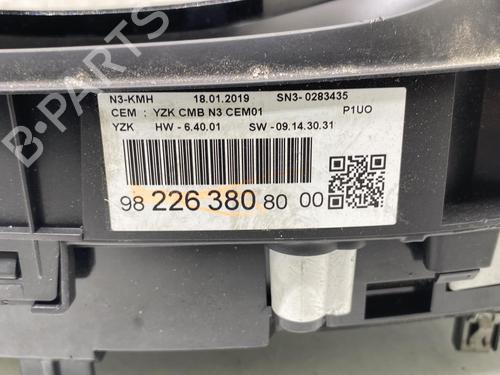 N3-KMH 18.01.2019 SN3- 0283435
CEM : YZK CMB N3 CEM01 P1UO
YZK HW - 6.40.01 SW - 09.14.30.31
98 226 380 80 00
B-PARTS